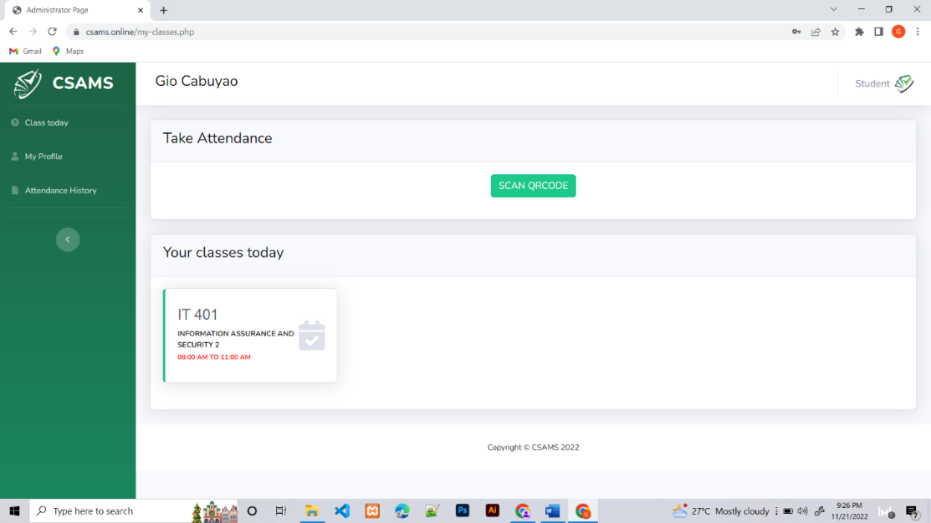 Administrator Page
csams.online/my-classes.php
G
Gmail
Maps
CSAMS
Gio Cabuyao
Student
Class today
My Profile
Attendance History
Take Attendance
SCAN QRCODE
Your classes today
IT 401
INFORMATION ASSURANCE AND
SECURITY 2
08:00 AM TO 11:00 AM
Copyright © CSAMS 2022
Type here to search
Ps
Ai
27°C Mostly cloudy
9:26 PM
11/21/2022